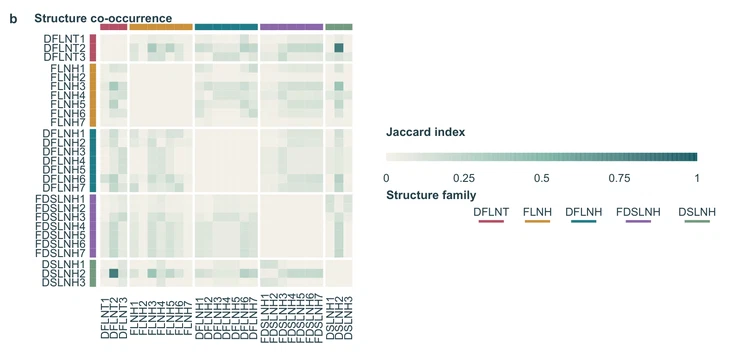 b Structure co-occurrence
DFLNT1
DFLNT2
DFLNT3
FLNH1
FLNH2
FLNH3
FLNH4
FLNH5
FLNH6
FLNH7
DFLNH1
DFLNH2
DFLNH3
DFLNH4
DFLNH5
DFLNH6
DFLNH7
FDSLNH1
FDSLNH2
FDSLNH3
FDSLNH4
FDSLNH5
FDSLNH6
FDSLNH7
DSLNH1
DSLNH2
DSLNH3
DFLNT1
DFLNT2
DFLNT3
FLNH1
FLNH2
FLNH3
FLNH4
FLNH5
FLNH6
FLNH7
DFLNH1
DFLNH2
DFLNH3
DFLNH4
DFLNH5
DFLNH6
DFLNH7
FDSLNH1
FDSLNH2
FDSLNH3
FDSLNH4
FDSLNH5
FDSLNH6
FDSLNH7
DSLNH1
DSLNH2
DSLNH3
Jaccard index
0 0.25 0.5 0.75 1
Structure family
DFLNT FLNH DFLNH FDSLNH DSLNH